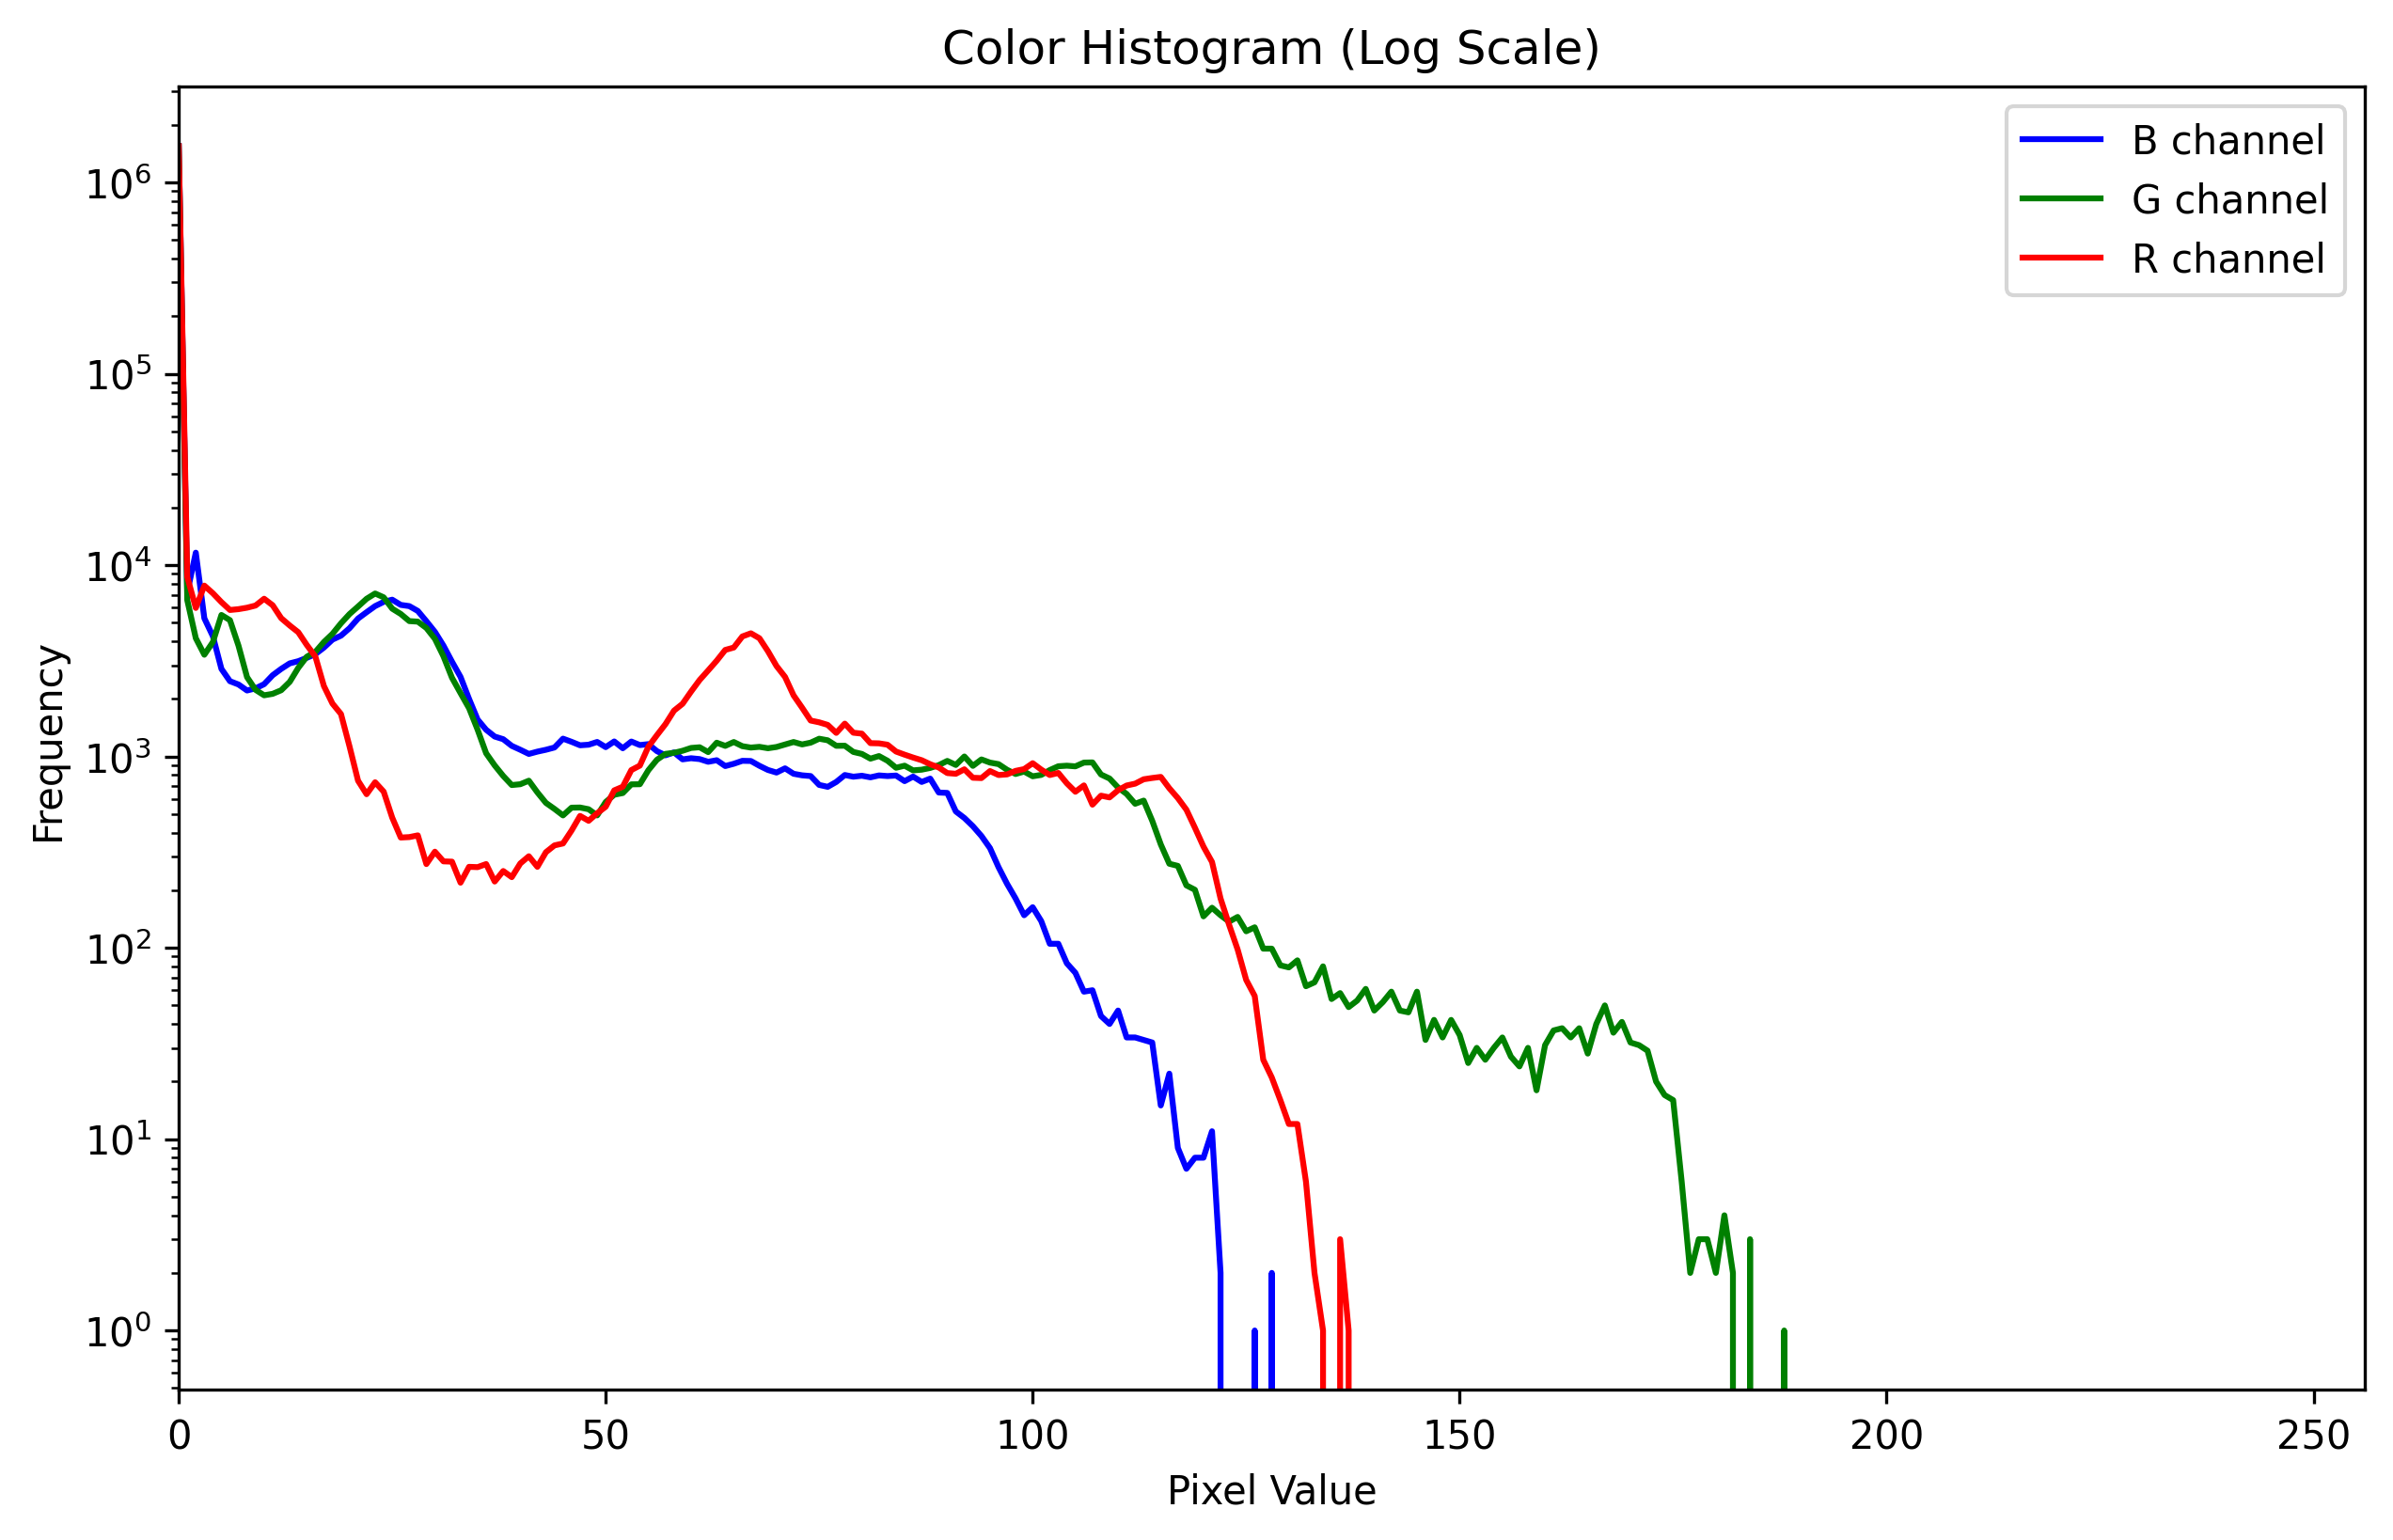 Color Histogram (Log Scale)
B channel
G channel
R channel
Frequency
10⁶
10⁵
10⁴
10³
10²
10¹
10⁰
0 50 100 150 200 250
Pixel Value